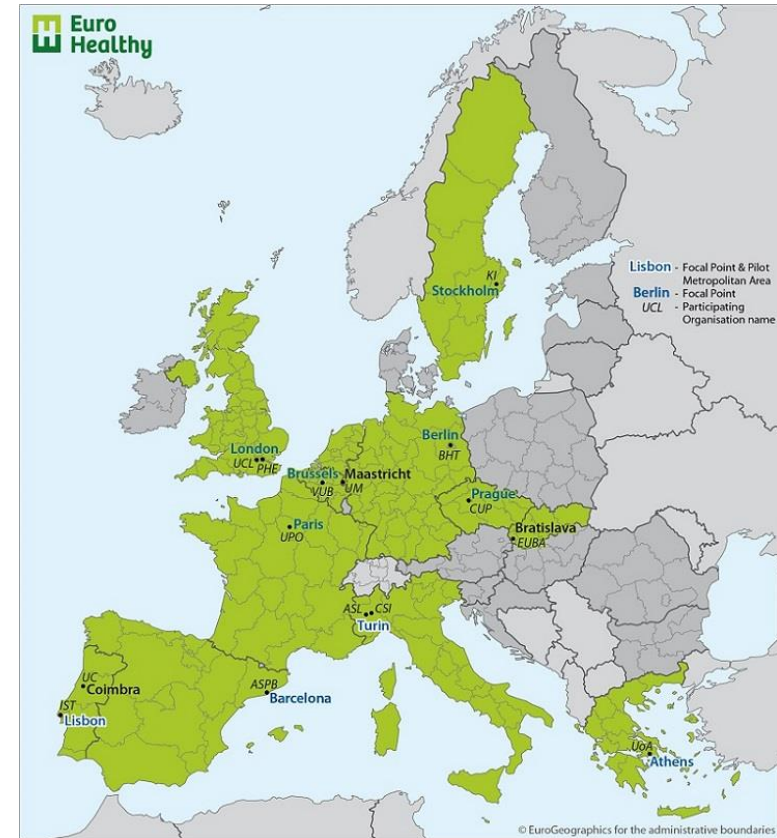 Euro
Healthy
Lisbon - Focal Point & Pilot
Metropolitan Area
Berlin - Focal Point
UCL - Participating
Organisation name
KI
Stockholm
London
UCL PHE
Berlin
BHT
Brussels Maastricht
VUB UM
Prague
CUP
Paris
UPO
Bratislava
EUBA
ASL CSI
Turin
UC
Coimbra
ASPB
Barcelona
IST
Lisbon
UoA
Athens
© EuroGeographics for the administrative boundaries